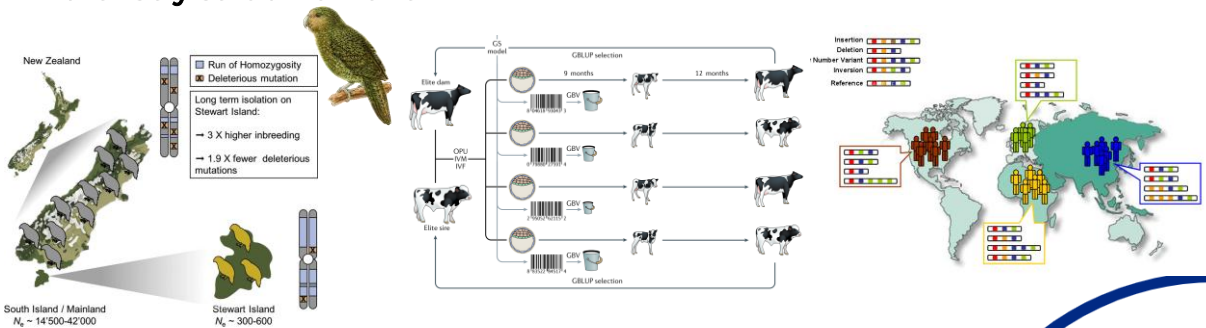 New Zealand
Run of Homozygosity
Deleterious mutation
Long term isolation on
Stewart Island:
→ 3 X higher inbreeding
→ 1.9 X fewer deleterious
mutations
South Island / Mainland
Ne ~ 14'500-42'000
Stewart Island
Ne ~ 300-600
GS
model
GBLUP selection
Elite dam
9 months
12 months
GBV
GBV
OPU
IVM
IVF
GBV
Elite sire
GBV
GBLUP selection
Insertion
Deletion
Number Variant
Inversion
Reference